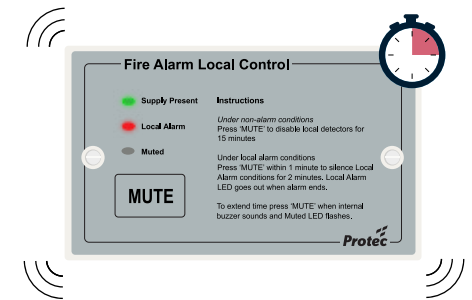 Fire Alarm Local Control
Supply Present
Local Alarm
Muted
MUTE
Instructions
Under non-alarm conditions
Press 'MUTE' to disable local detectors for
15 minutes
Under local alarm conditions
Press 'MUTE' within 1 minute to silence Local
Alarm conditions for 2 minutes. Local Alarm
LED goes out when alarm ends.
To extend time press 'MUTE' when internal
buzzer sounds and Muted LED flashes.
Protec